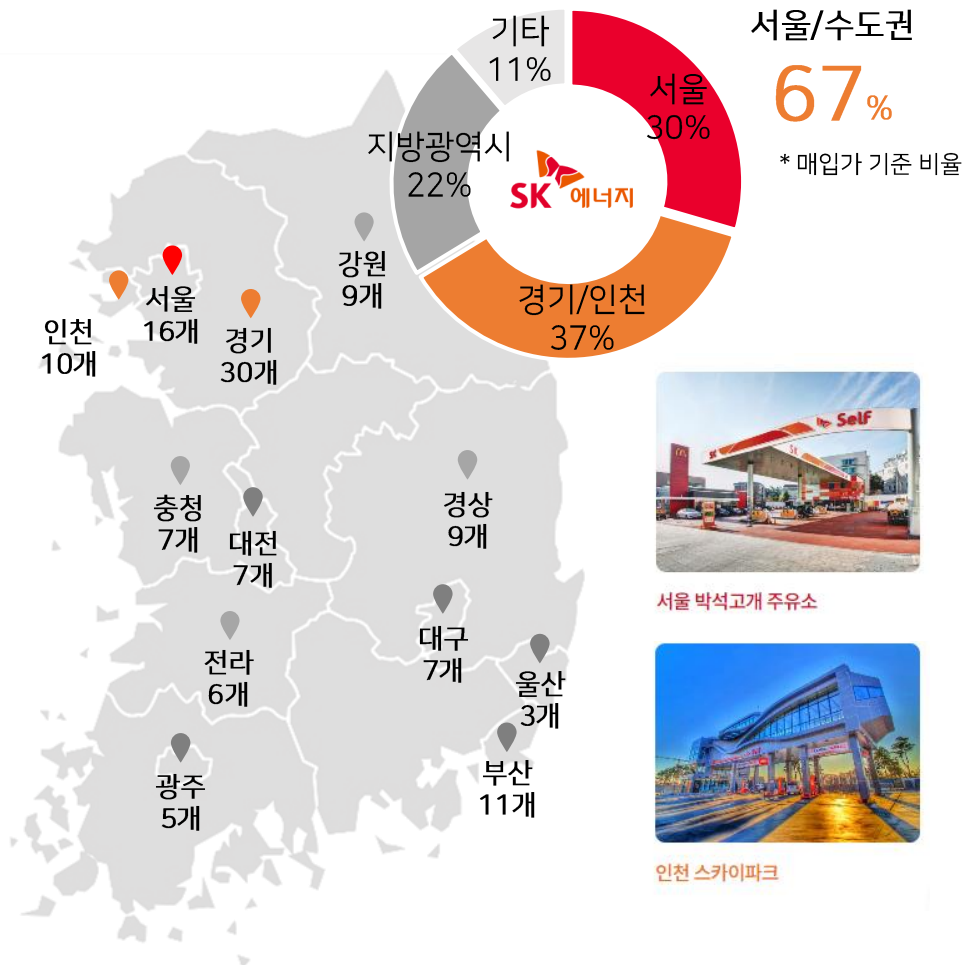 서울/수도권
67%
* 매입가 기준 비율
기타
11%
서울
30%
지방광역시
22%
SK 에너지
경기/인천
37%
강원
9개
서울
16개
인천
10개
경기
30개
충청
7개
대전
7개
경상
9개
전라
6개
대구
7개
울산
3개
광주
5개
부산
11개
SK
Self
서울 박석고개 주유소
인천 스카이파크